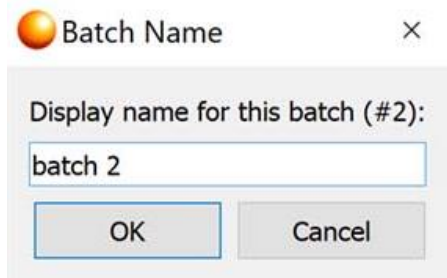 Batch Name
Display name for this batch (#2):
batch 2
OK Cancel